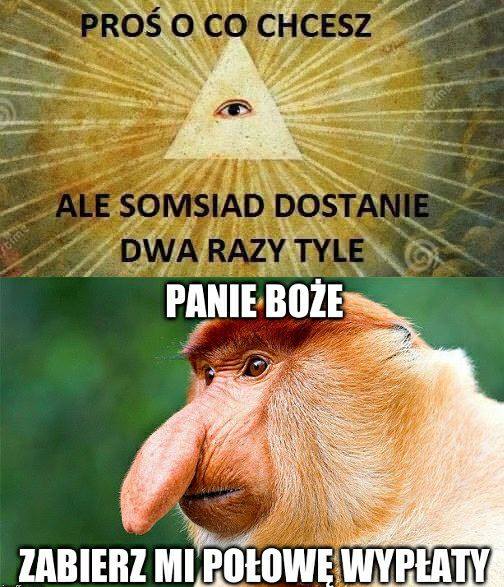 PROŚ O CO CHCESZ
ALE SOMSIAD DOSTANIE
DWA RAZY TYLE
PANIE BOŻE
ZABIERZ MI POŁOWĘ WYPŁATY